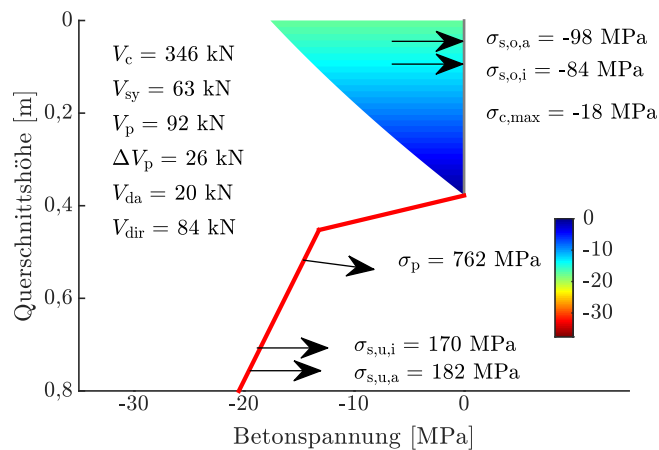 0
0,2
0,4
0,6
0,8
Querschnittshöhe [m]
V_c = 346 kN
V_sy = 63 kN
V_p = 92 kN
ΔV_p = 26 kN
V_da = 20 kN
V_dir = 84 kN
σ_s,o,a = -98 MPa
σ_s,o,i = -84 MPa
σ_c,max = -18 MPa
σ_p = 762 MPa
σ_s,u,i = 170 MPa
σ_s,u,a = 182 MPa
0
-10
-20
-30
-30
-20
-10
0
Betonspannung [MPa]